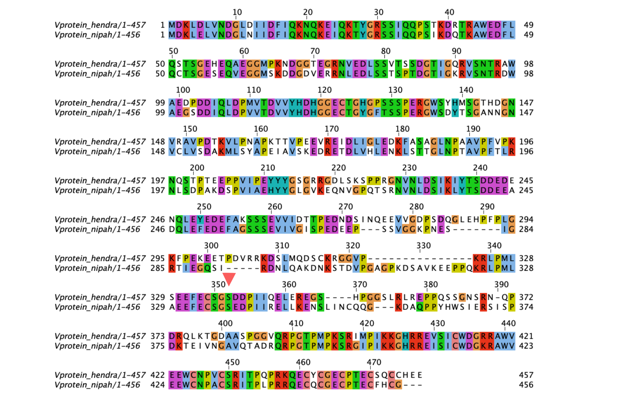 10 20 30 40
Vprotein_hendra/1-457 1 MDKLDLVNDGLDIIDFIQKNQKEIQKTYGRSSIQQPSTKDRTRAWEDFL 49
Vprotein_nipah/1-456 1 MDKLELVNDGLNIIDFIQKNQKEIQKTYGRSSIQQPSIKDQTKAWEDFL 49
50 60 70 80 90
Vprotein_hendra/1-457 50 QSTSGEHEQAEGGMPKNDGGTEGRNVEDLSSVTSSDGTIGQRVSNTRAW 98
Vprotein_nipah/1-456 50 QCTSGESEQVEGGMSKDDGDVERRNLEDLSSTSPTDGTIGKRVSNTRDW 98
100 110 120 130 140
Vprotein_hendra/1-457 99 AEDPDDIQLDPMVTDVVYHDHGGECTGHGPSSSPERGWSYHMSGTHDGN 147
Vprotein_nipah/1-456 99 AEGSDDIQLDPVVTDVVYHDHGGECTGYGFTSSPERGWSDYTSGANNGN 147
150 160 170 180 190
Vprotein_hendra/1-457 148 VRAVPDTKVLPNAPKTTVPEEVREIDLIGLEDKFASAGLNPAAVPFVPK 196
Vprotein_nipah/1-456 148 VCLVSDAKMLSYAPEIAVSKEDRETDLVHLENKLSTTGLNPTAVPFTLR 196
200 210 220 230 240
Vprotein_hendra/1-457 197 NQSTPTEEPPVIPEYYYGSGRRGDLSKSPPRGNVNLDSIKIYTSDDEDE 245
Vprotein_nipah/1-456 197 NLSDPAKDSPVIAEHYYGLGVKEQNVGPQTSRNVNLDSIKLYTSDDEEA 245
250 260 270 280 290
Vprotein_hendra/1-457 246 NQLEYEDEFAKSSSEVVIDTTPEDNDSINQEEVVGDPSDQGLEHPFPLG 294
Vprotein_nipah/1-456 246 DQLEFEDEFAGSSSEVIVGISPEDEEP---SSVGGKPNES------IG 284
300 310 320 330 340
Vprotein_hendra/1-457 295 KFPEKEETPDVRRKDSLMQDSCKRGGVP---------------KRLPML 328
Vprotein_nipah/1-456 285 RTIEGQSI-----RDNLQAKDNKSTDVPGAGPKDSAVKEEPPQKRLPML 328
350 360 370 380 390
Vprotein_hendra/1-457 329 SEEFECSGSDDPIIQELEREGS---HPGGSLRLREPPQSSGNSRN-QP 372
Vprotein_nipah/1-456 329 AEEFECSGSEDPIIRELLKENSLINCQQG---KDAQPPYHWSIERSISP 374
400 410 420 430 440
Vprotein_hendra/1-457 373 DRQLKTGDAASPGGVQRPGTPMPKSRIMPIKKGHRREVSICWDGRRAWV 421
Vprotein_nipah/1-456 375 DKTEIVNGAVQTADRQRPGTPMPKSRGIPIKKGHRREISICWDGKRAWV 423
450 460 470
Vprotein_hendra/1-457 422 EEWCNPVCSRITPQPRKQECYCGECPTECSQCCHEE 457
Vprotein_nipah/1-456 424 EEWCNPACSRITPLPRRQECQCGECPTECFHCG--- 456